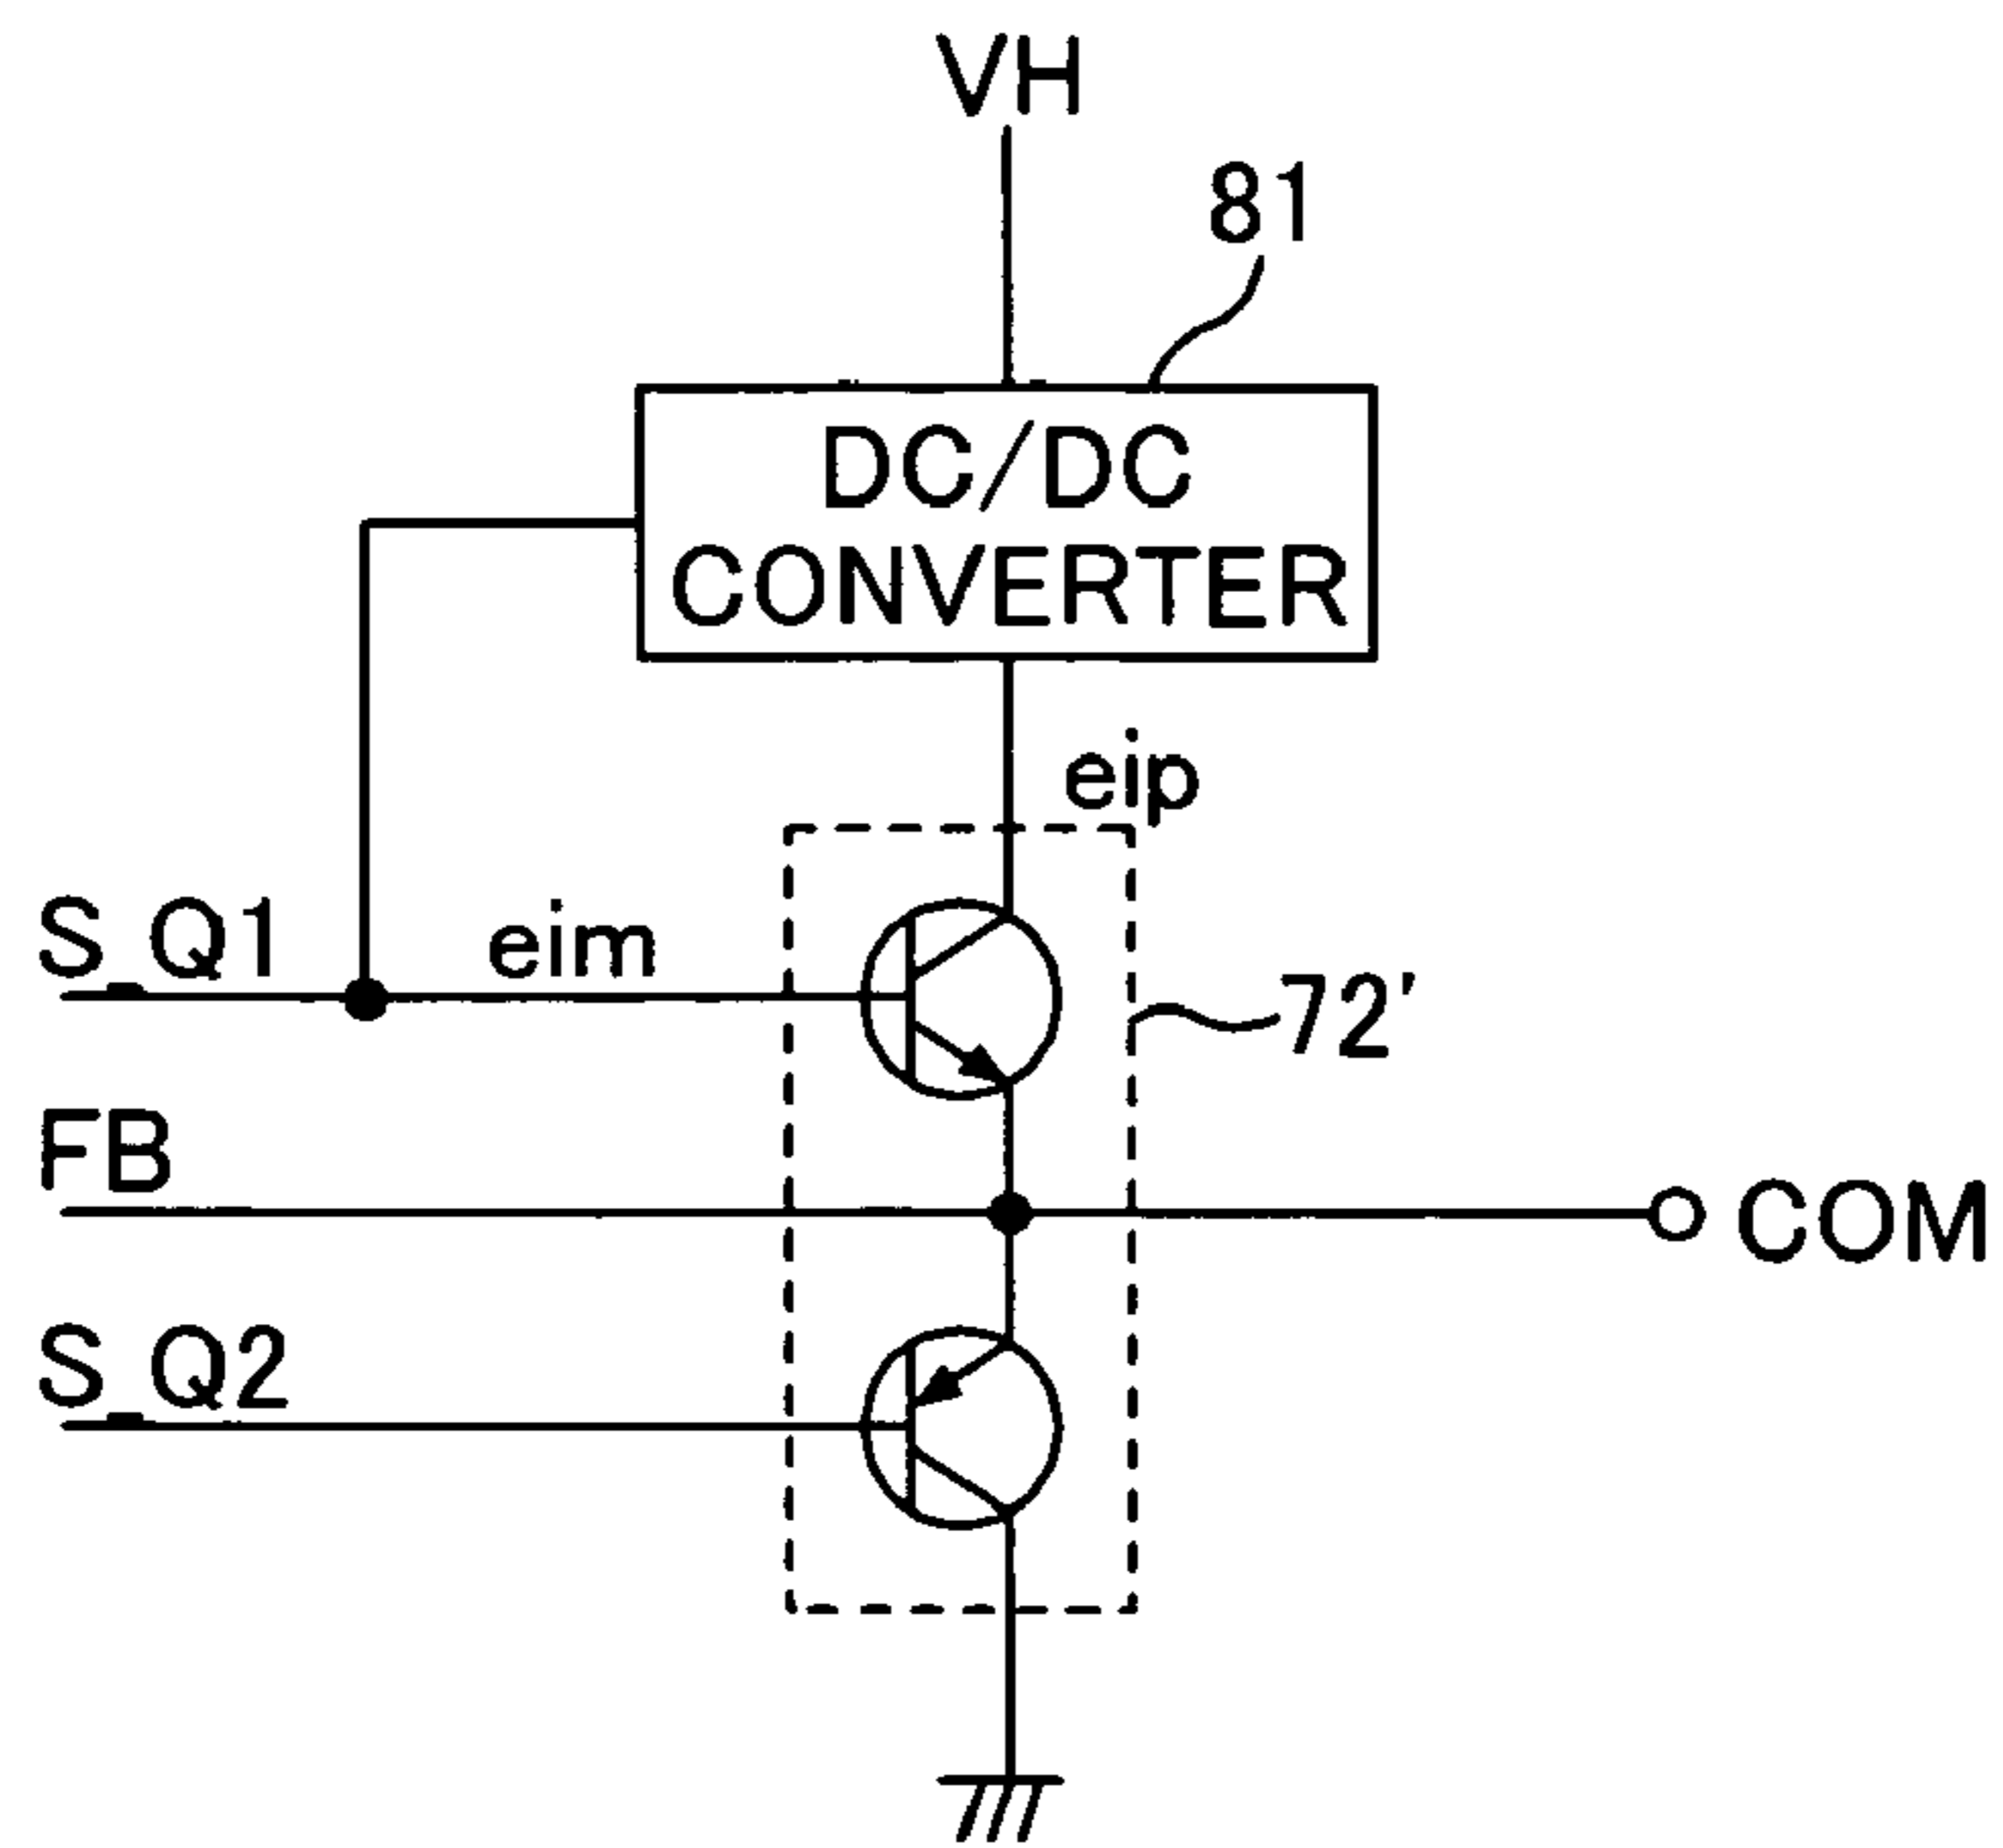 VH
81
DC/DC
CONVERTER
eip
S_Q1
eim
72'
FB
COM
S_Q2